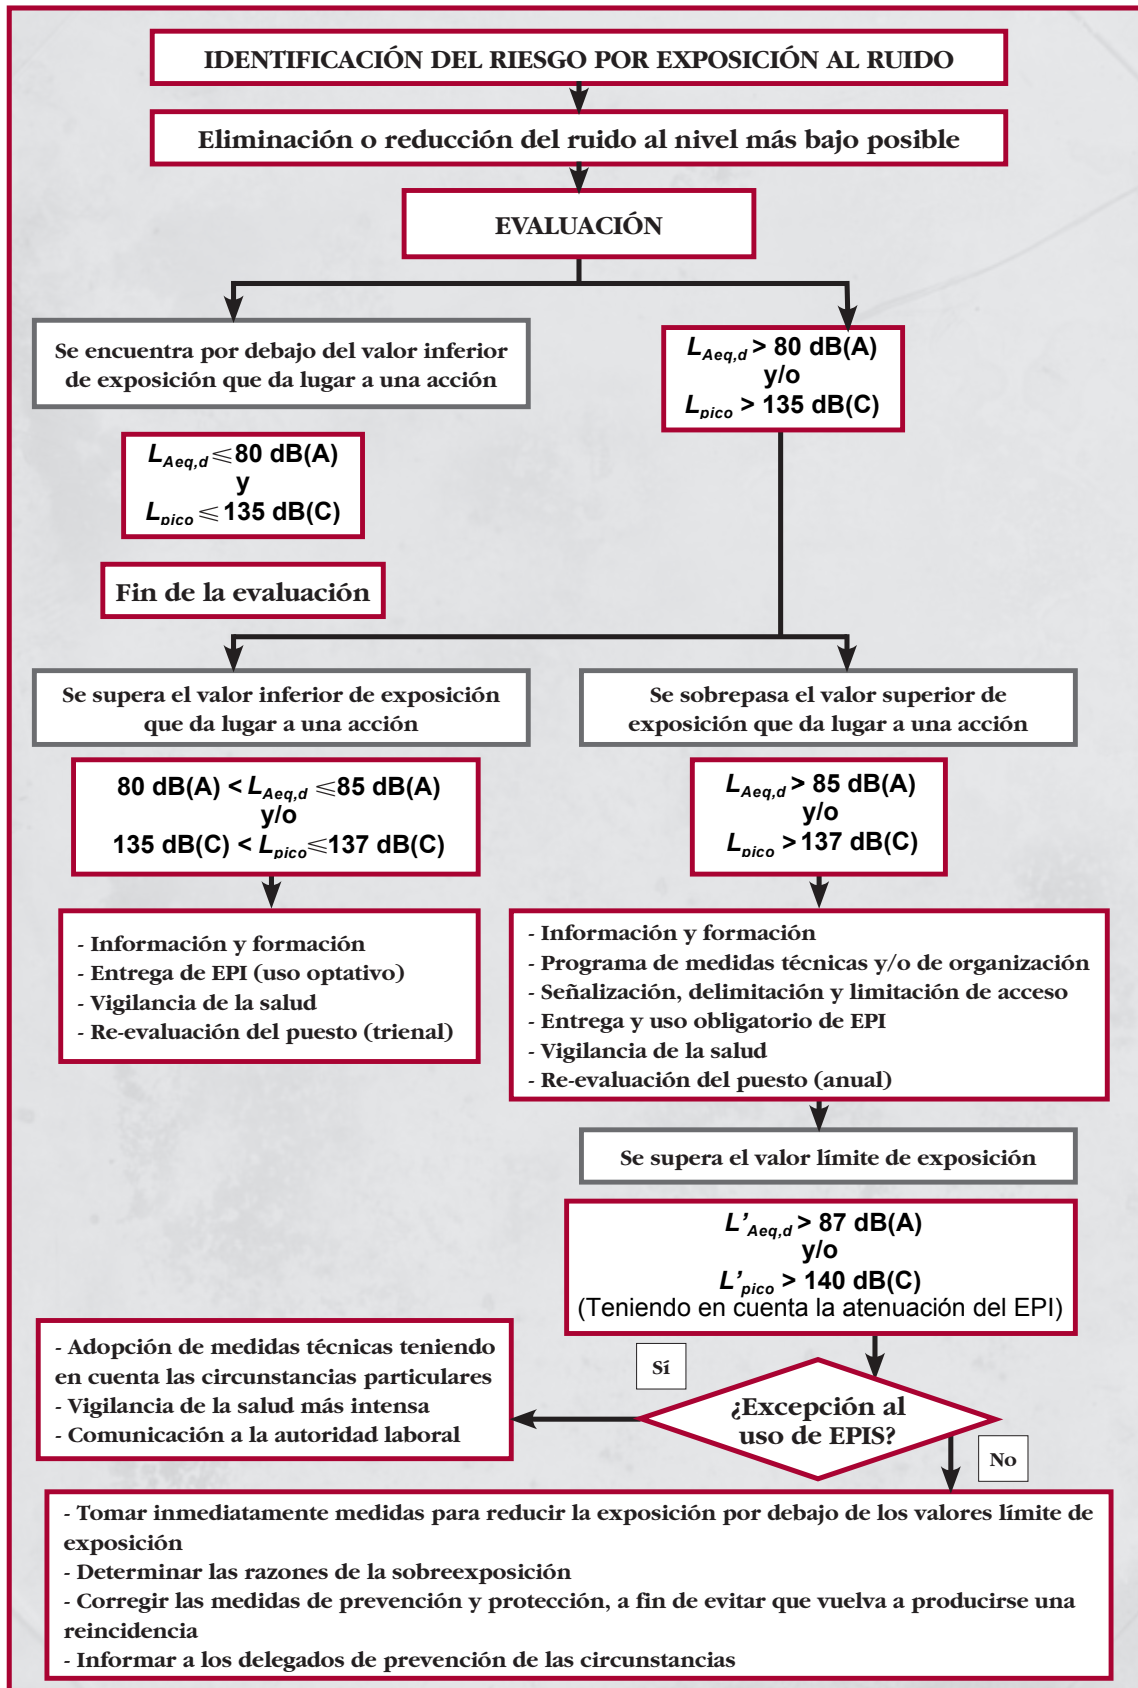 IDENTIFICACIÓN DEL RIESGO POR EXPOSICIÓN AL RUIDO
Eliminación o reducción del ruido al nivel más bajo posible
EVALUACIÓN
Se encuentra por debajo del valor inferior
de exposición que da lugar a una acción
L Aeq,d ≤ 80 dB(A)
y
L pico ≤ 135 dB(C)
Fin de la evaluación
L Aeq,d > 80 dB(A)
y/o
L pico > 135 dB(C)
Se supera el valor inferior de exposición
que da lugar a una acción
80 dB(A) < L Aeq,d ≤ 85 dB(A)
y/o
135 dB(C) < L pico ≤ 137 dB(C)
- Información y formación
- Entrega de EPI (uso optativo)
- Vigilancia de la salud
- Re-evaluación del puesto (trienal)
Se sobrepasa el valor superior de
exposición que da lugar a una acción
L Aeq,d > 85 dB(A)
y/o
L pico > 137 dB(C)
- Información y formación
- Programa de medidas técnicas y/o de organización
- Señalización, delimitación y limitación de acceso
- Entrega y uso obligatorio de EPI
- Vigilancia de la salud
- Re-evaluación del puesto (anual)
Se supera el valor límite de exposición
L’ Aeq,d > 87 dB(A)
y/o
L’ pico > 140 dB(C)
(Teniendo en cuenta la atenuación del EPI)
¿Excepción al
uso de EPIS?
Sí
- Adopción de medidas técnicas teniendo
en cuenta las circunstancias particulares
- Vigilancia de la salud más intensa
- Comunicación a la autoridad laboral
No
- Tomar inmediatamente medidas para reducir la exposición por debajo de los valores límite de
exposición
- Determinar las razones de la sobreexposición
- Corregir las medidas de prevención y protección, a fin de evitar que vuelva a producirse una
reincidencia
- Informar a los delegados de prevención de las circunstancias